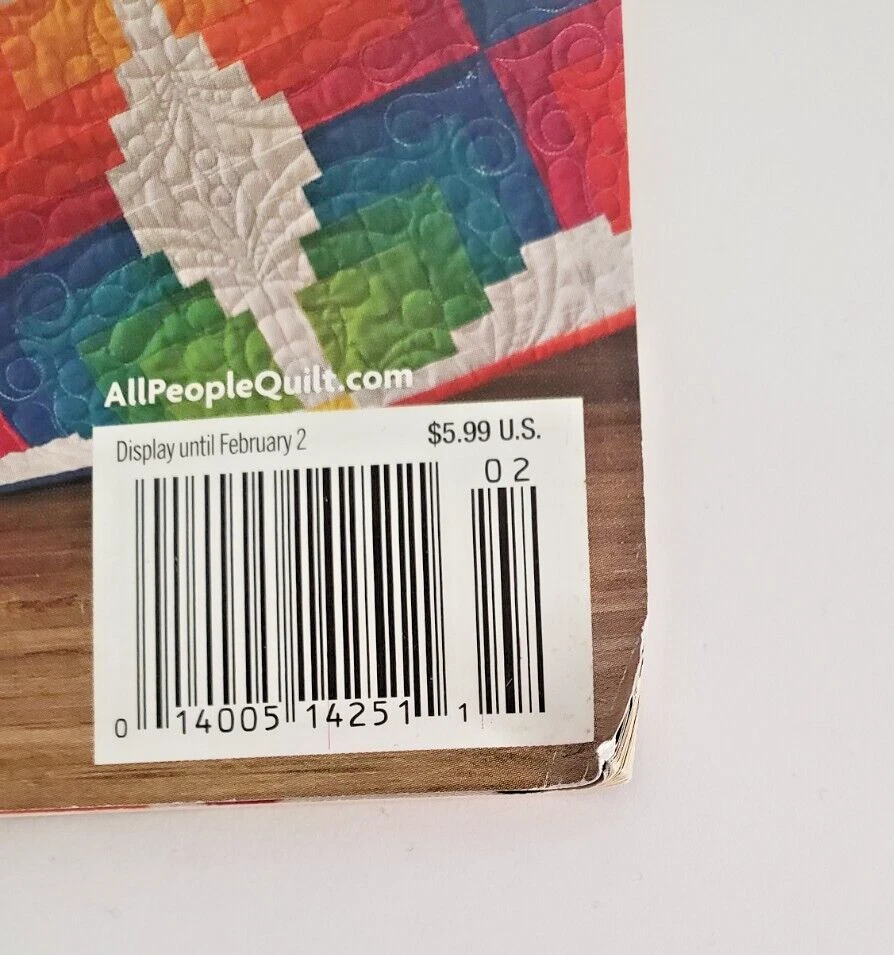 AllPeopleQuilt.com
Display until February 2
$5.99 U.S.
02
0 14005 14251 1